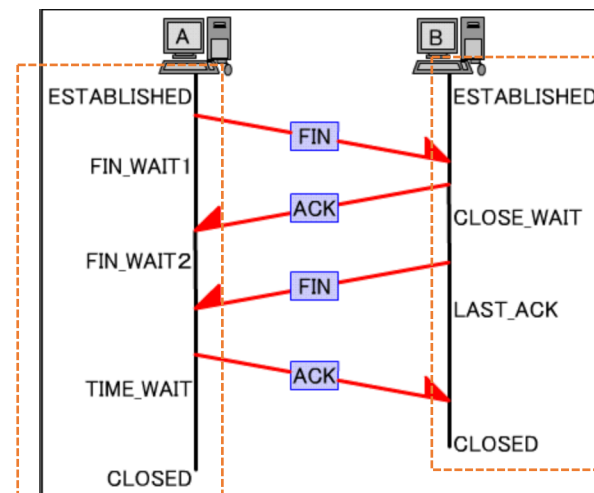 A
B
ESTABLISHED
ESTABLISHED
FIN
FIN_WAIT1
ACK
CLOSE_WAIT
FIN_WAIT2
FIN
LAST_ACK
ACK
TIME_WAIT
CLOSED
CLOSED